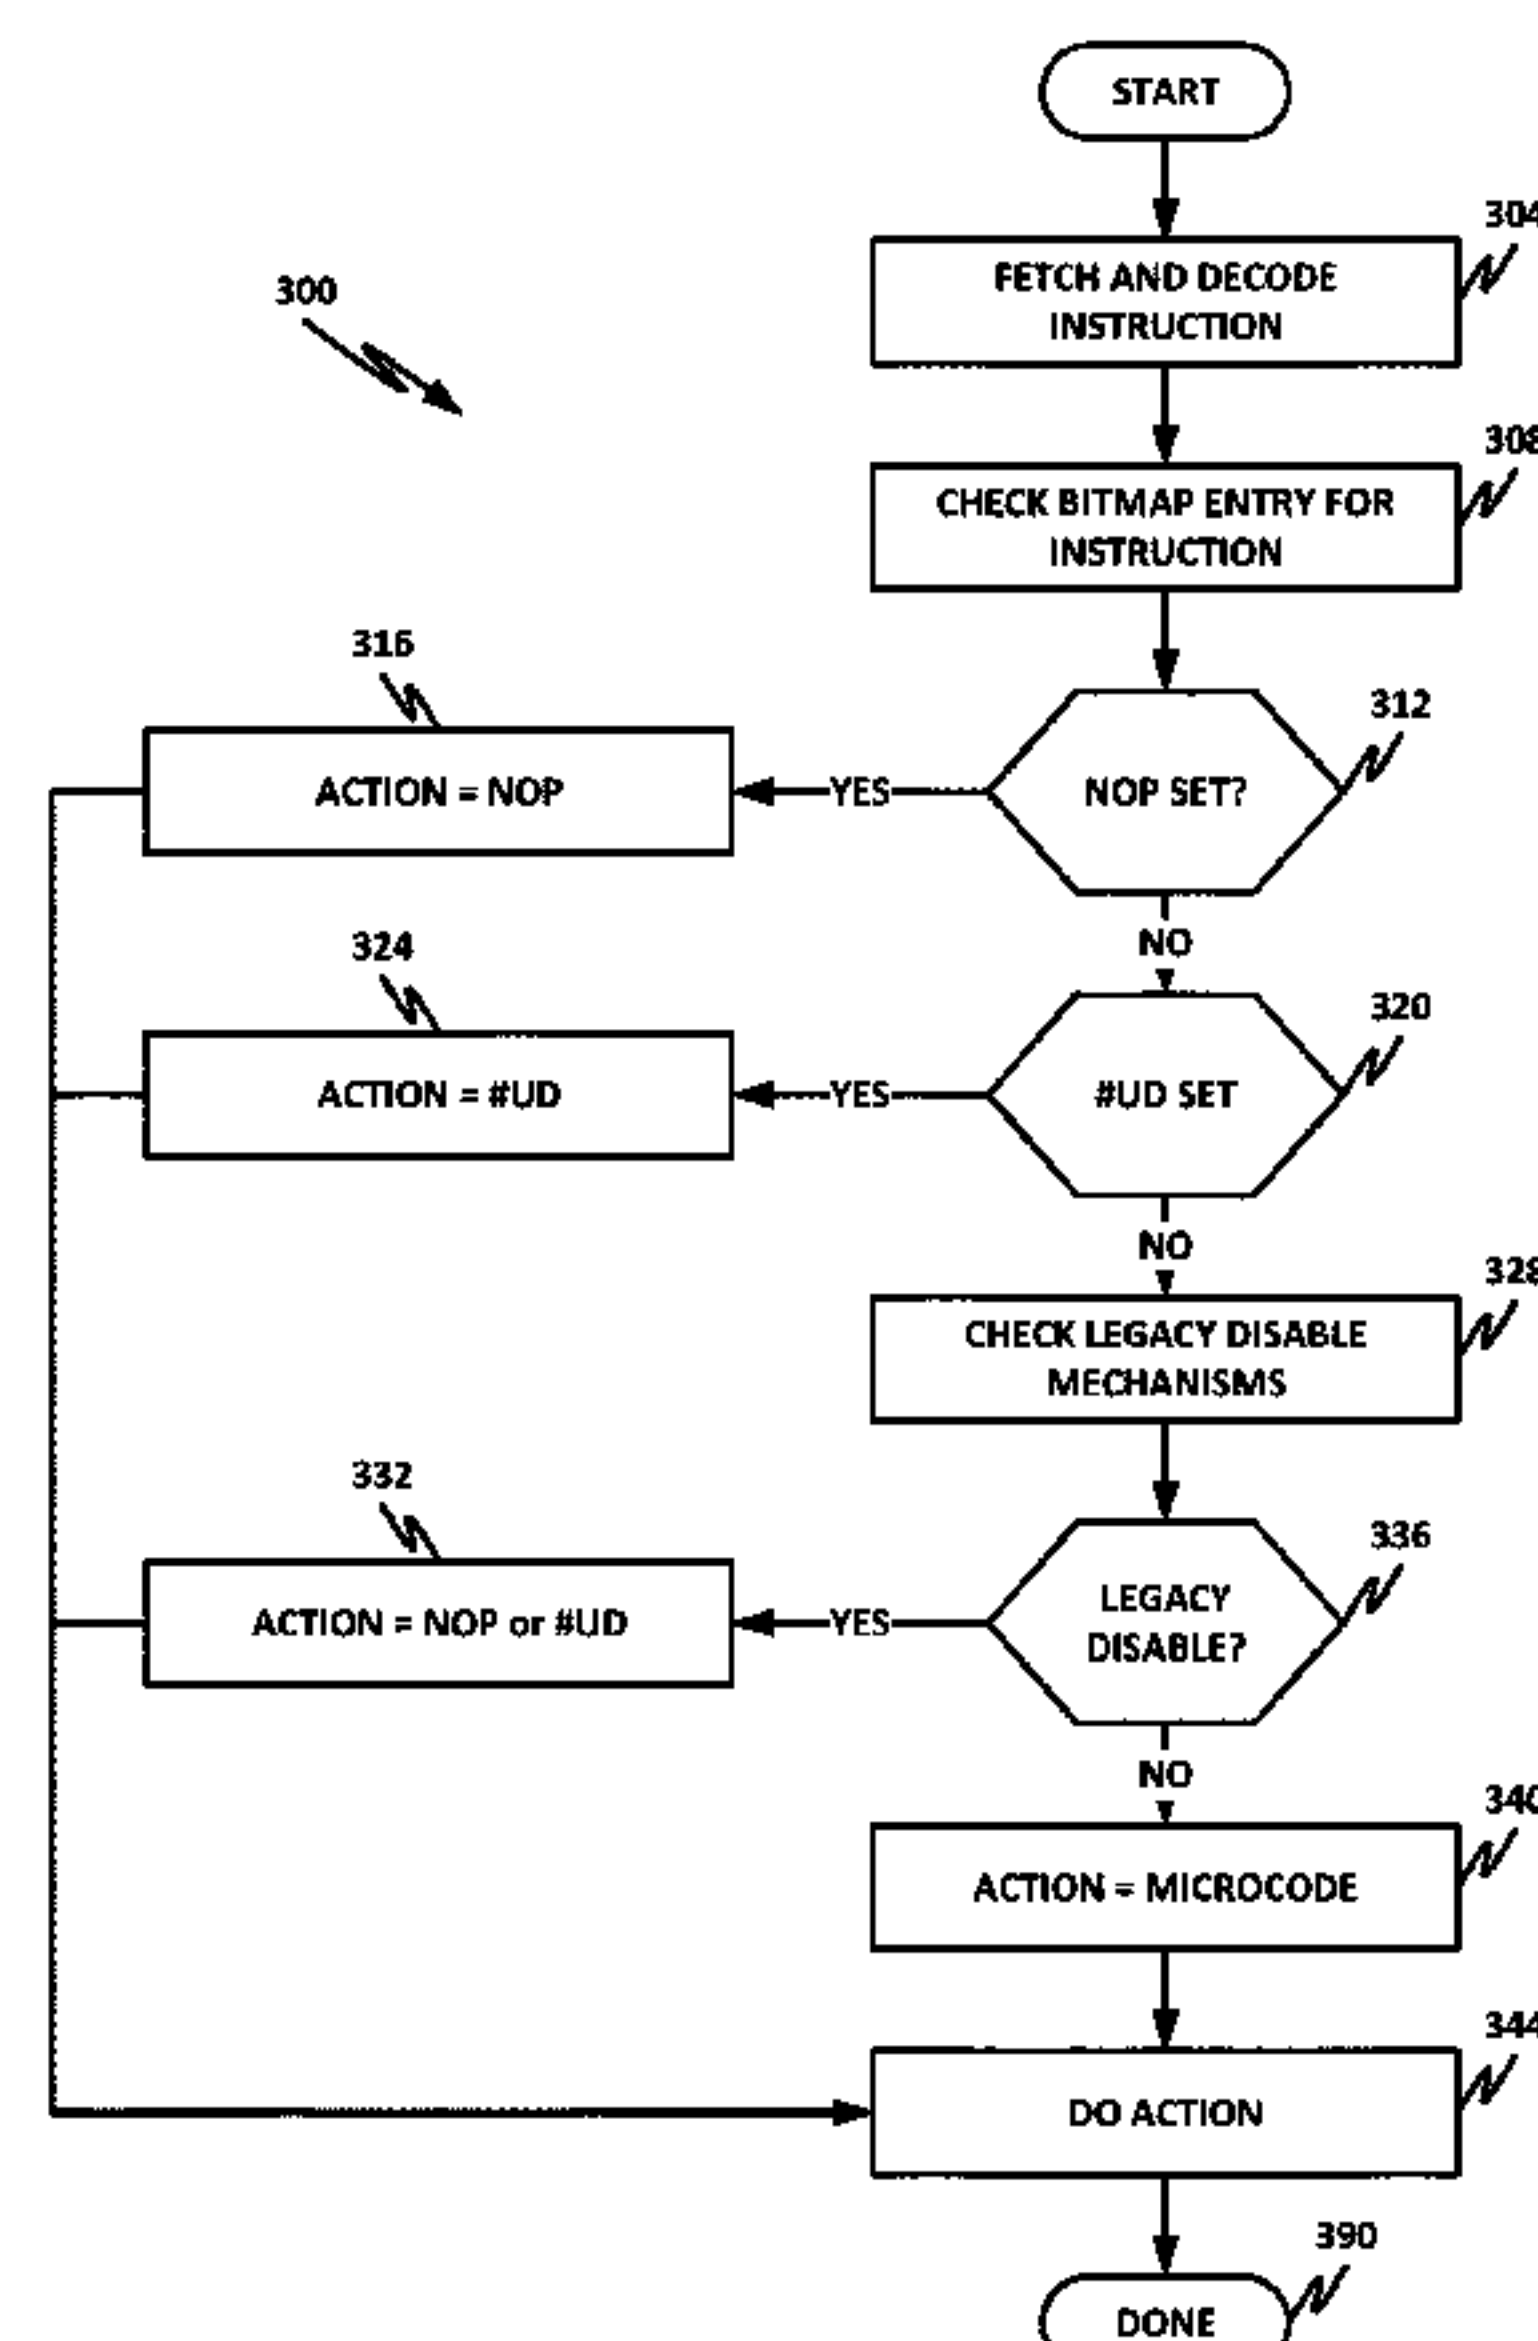 START
304
FETCH AND DECODE
INSTRUCTION
300
308
CHECK BITMAP ENTRY FOR
INSTRUCTION
316
312
ACTION = NOP
YES
NOP SET?
NO
324
320
ACTION = #UD
YES
#UD SET
NO
328
CHECK LEGACY DISABLE
MECHANISMS
332
336
ACTION = NOP or #UD
YES
LEGACY
DISABLE?
NO
340
ACTION = MICROCODE
344
DO ACTION
390
DONE